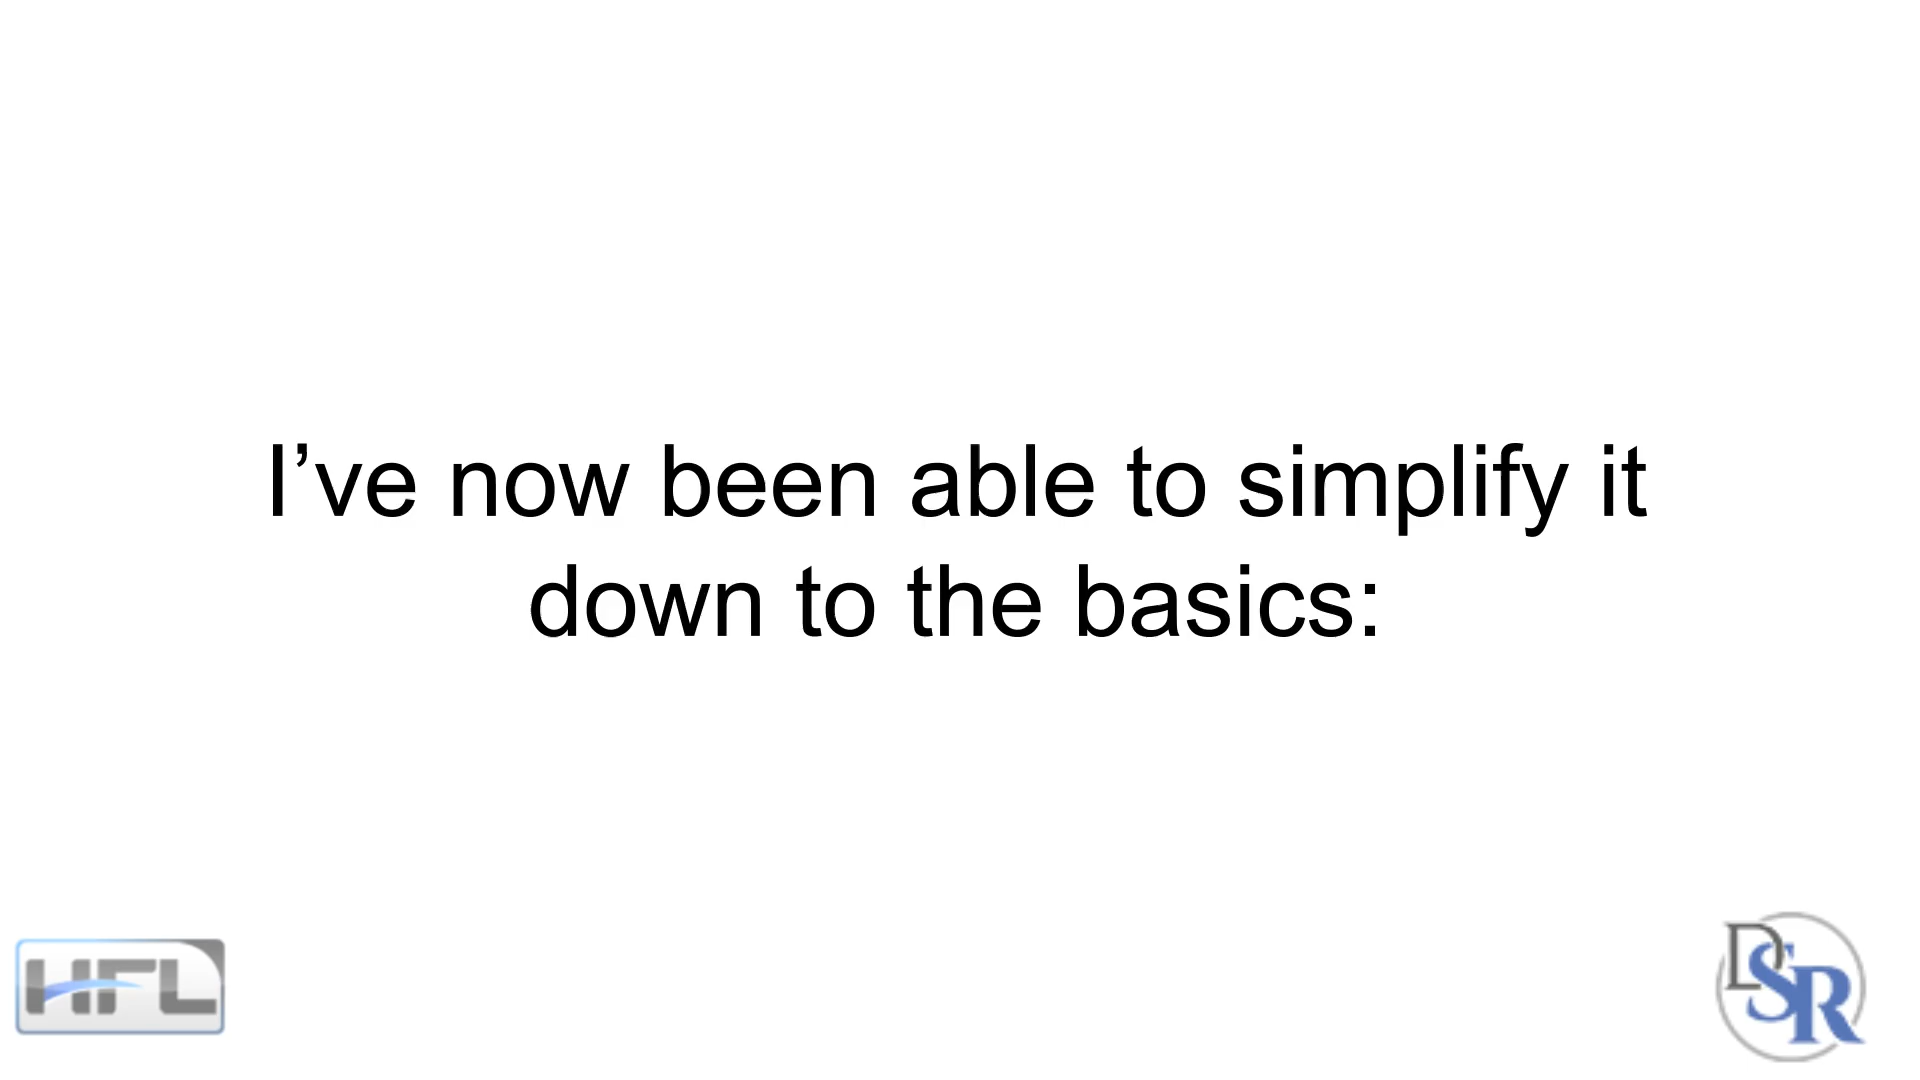 I’ve now been able to simplify it
down to the basics:
HFL
DSR